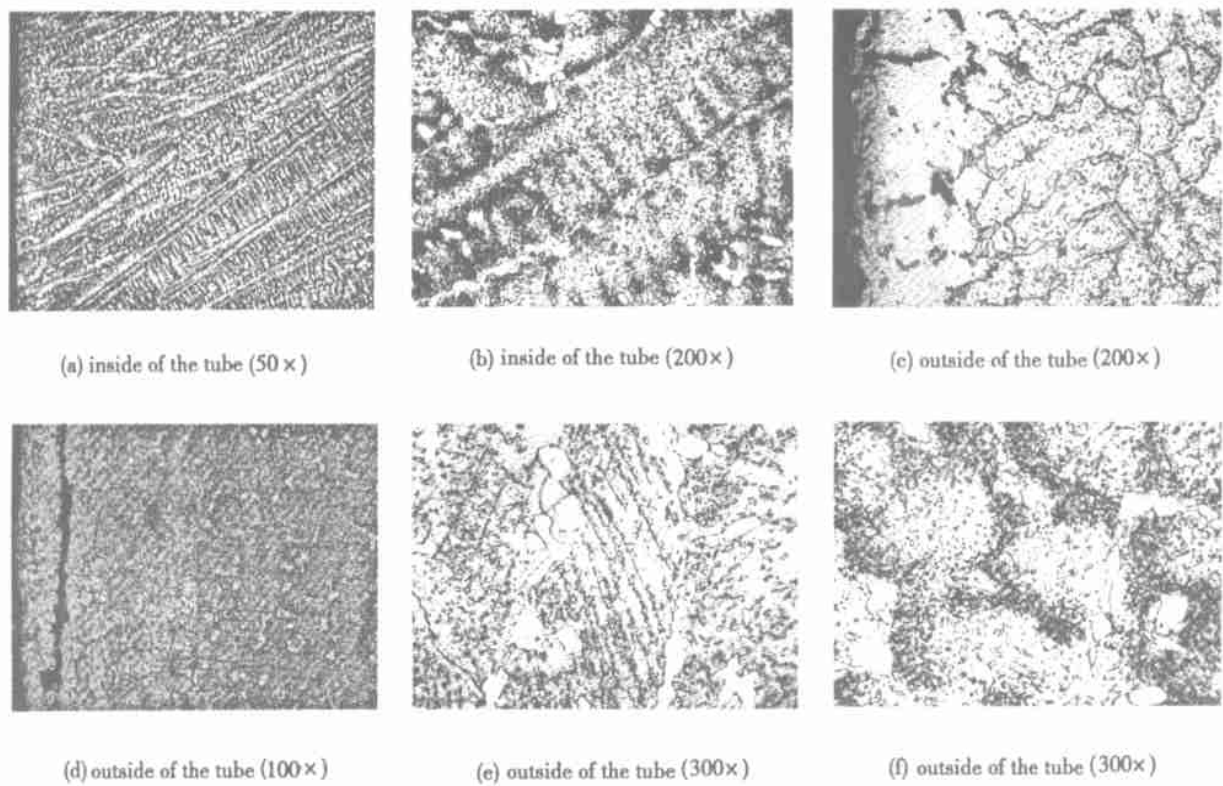 (a) inside of the tube (50×)
(b) inside of the tube (200×)
(c) outside of the tube (200×)
(d) outside of the tube (100×)
(e) outside of the tube (300×)
(f) outside of the tube (300×)